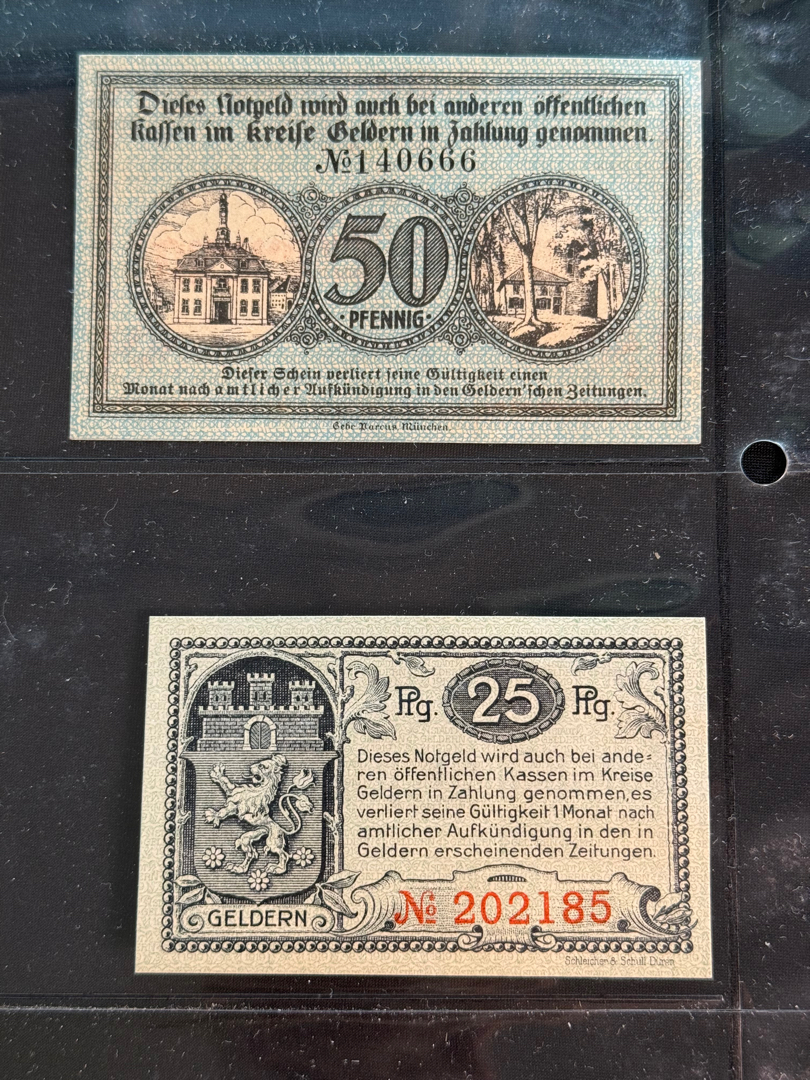 Dieses Notgeld wird auch bei anderen öffentlichen
Kassen im Kreise Geldern in Zahlung genommen.
№140666
50
· PFENNIG ·
Dieser Schein verliert seine Gültigkeit einen
Monat nach amtlicher Aufkündigung in den Geldern'schen Zeitungen.
Gebr Parcus München.
Pfg. 25 Pfg.
Dieses Notgeld wird auch bei ande=
ren öffentlichen Kassen im Kreise
Geldern in Zahlung genommen, es
verliert seine Gültigkeit 1 Monat nach
amtlicher Aufkündigung in den in
Geldern erscheinenden Zeitungen.
GELDERN
№ 202185
Schleicher & Schüll Düren